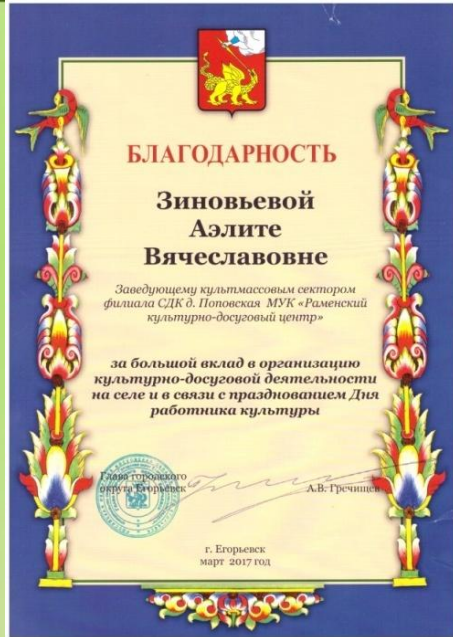 БЛАГОДАРНОСТЬ
Зиновьевой
Аэлите
Вячеславовне
Заведующему культмассовым сектором
филиала СДК д. Поповская МУК «Раменский
культурно-досуговый центр»
за большой вклад в организацию
культурно-досуговой деятельности
на селе и в связи с празднованием Дня
работника культуры
Глава городского
округа Егорьевск
А.В. Гречищев
г. Егорьевск
март 2017 год